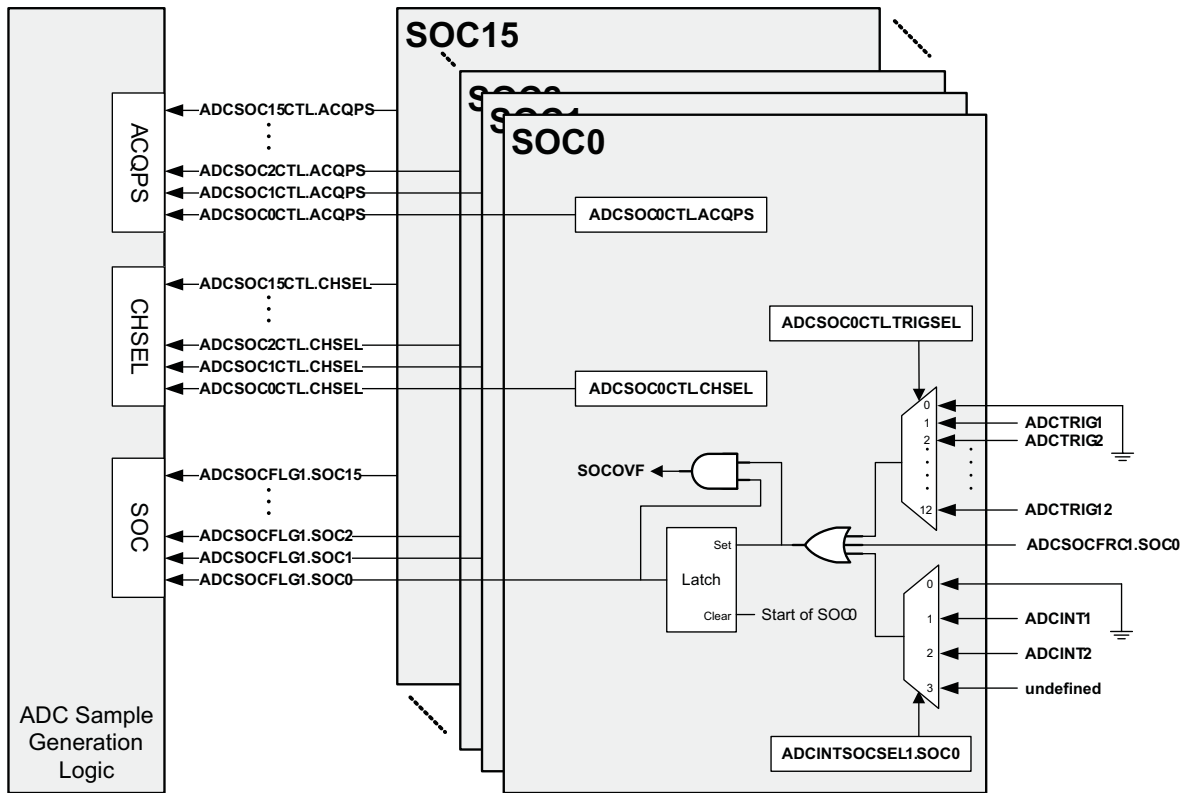 SOC15
SOC0
ACQPS
ADCSOC15CTL.ACQPS
ADCSOC2CTL.ACQPS
ADCSOC1CTL.ACQPS
ADCSOC0CTL.ACQPS
ADCSOC0CTL.ACQPS
CHSEL
ADCSOC15CTL.CHSEL
ADCSOC2CTL.CHSEL
ADCSOC1CTL.CHSEL
ADCSOC0CTL.CHSEL
ADCSOC0CTL.CHSEL
ADCSOC0CTL.TRIGSEL
0
1
2
12
ADCTRIG1
ADCTRIG2
ADCTRIG12
SOC
ADCSOCFLG1.SOC15
ADCSOCFLG1.SOC2
ADCSOCFLG1.SOC1
ADCSOCFLG1.SOC0
SOCOVF
Set
Latch
Clear
Start of SOC0
ADCSOCFRC1.SOC0
0
1
2
3
ADCINT1
ADCINT2
undefined
ADCINTSOCSEL1.SOC0
ADC Sample
Generation
Logic